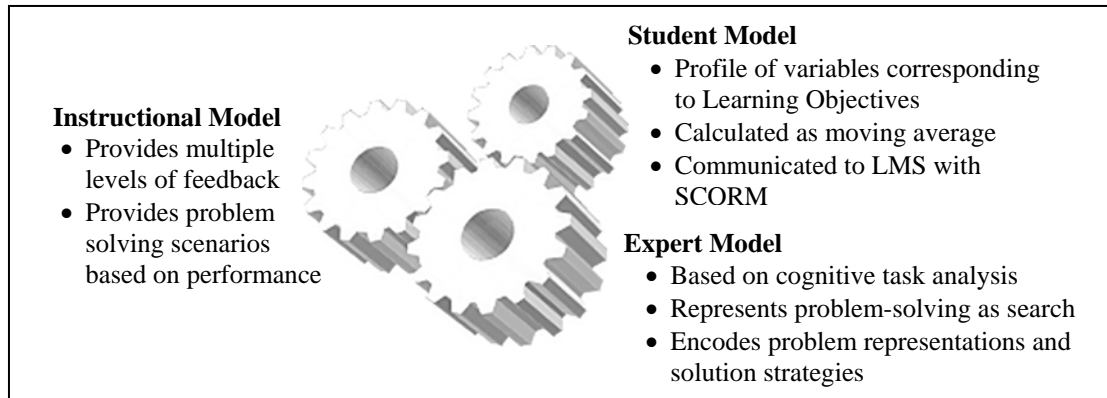 Instructional Model
• Provides multiple
levels of feedback
• Provides problem
solving scenarios
based on performance
Student Model
• Profile of variables corresponding
to Learning Objectives
• Calculated as moving average
• Communicated to LMS with
SCORM
Expert Model
• Based on cognitive task analysis
• Represents problem-solving as search
• Encodes problem representations and
solution strategies